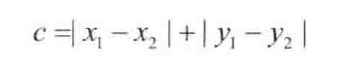 c =| x₁ − x₂ | + | y₁ − y₂ |